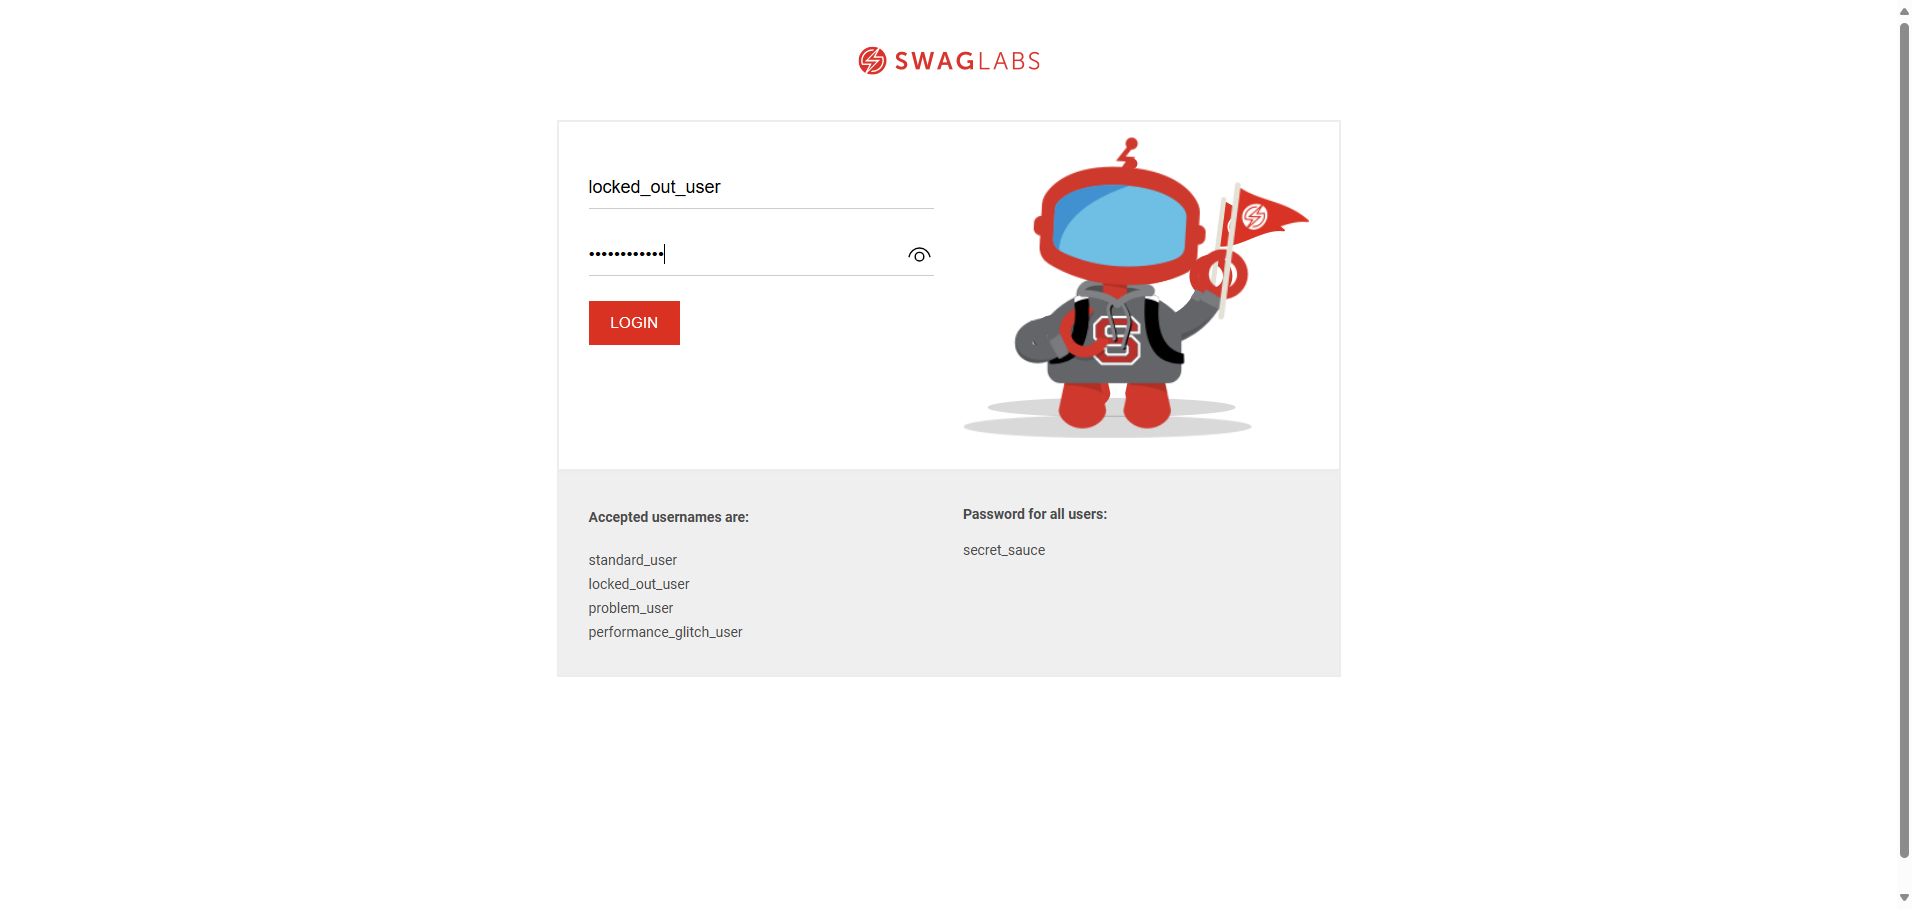 SWAGLABS
locked_out_user
••••••••••••
LOGIN
S
Accepted usernames are:
standard_user
locked_out_user
problem_user
performance_glitch_user
Password for all users:
secret_sauce